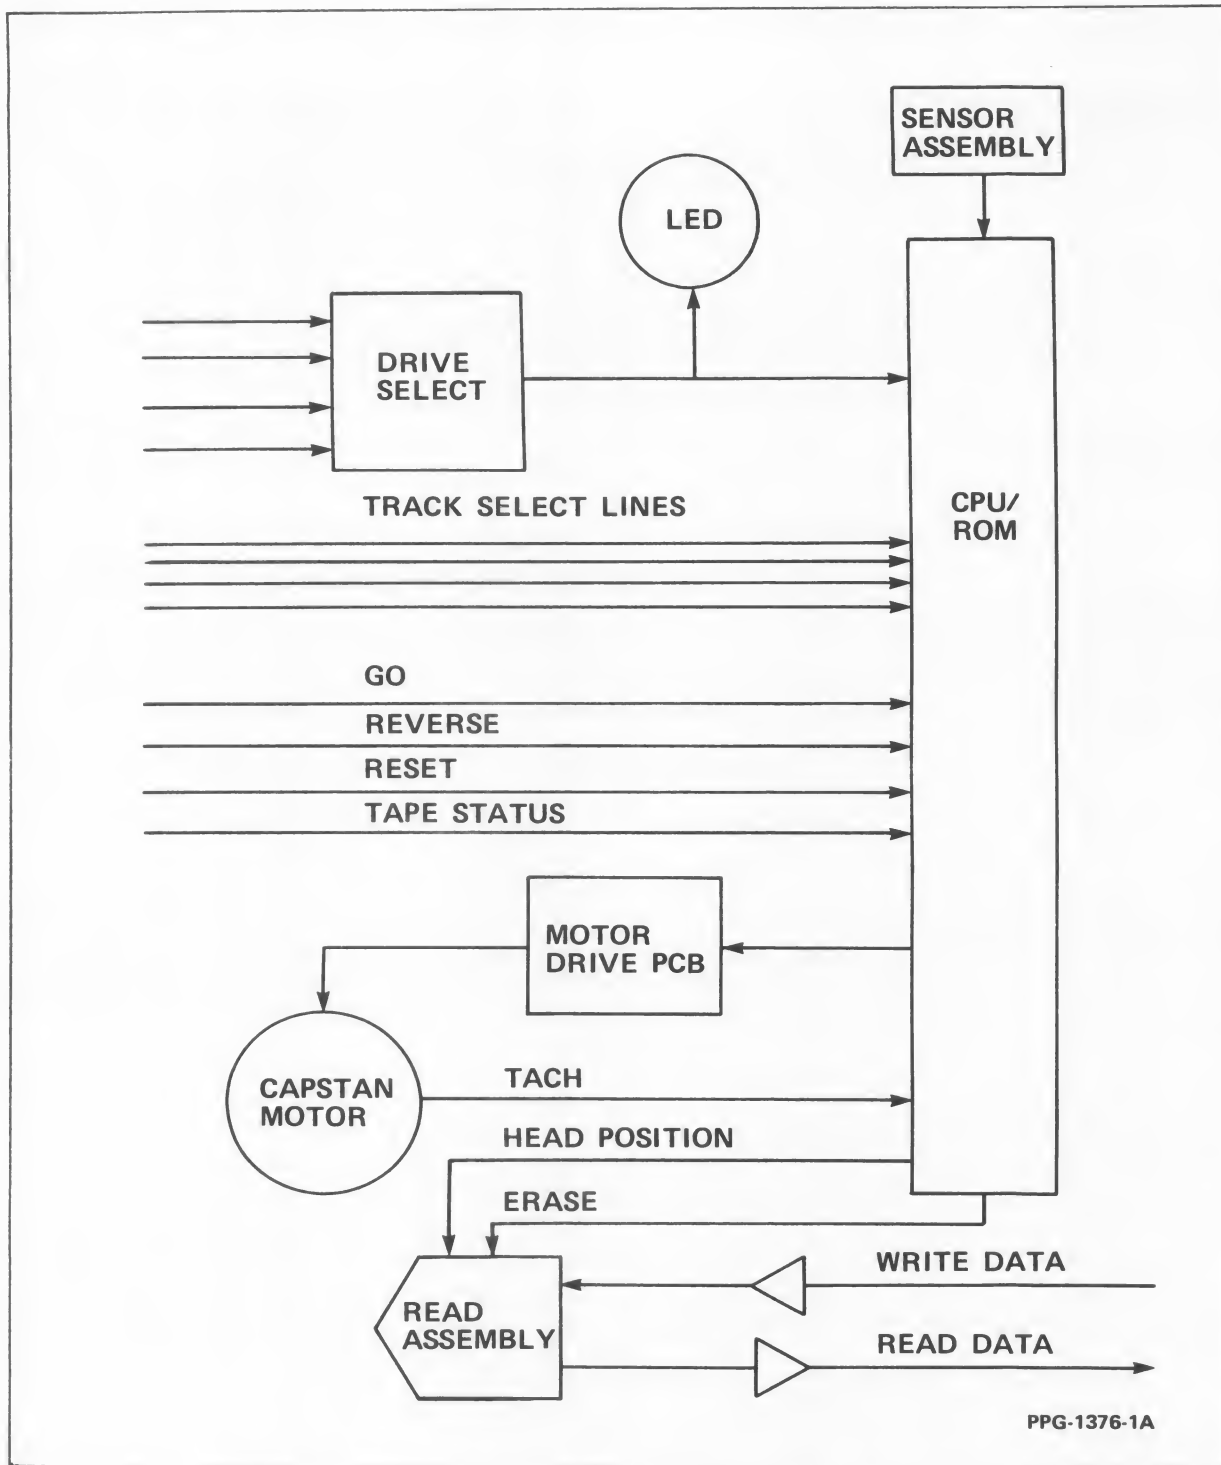 SENSOR
ASSEMBLY
LED
DRIVE
SELECT
TRACK SELECT LINES
CPU/
ROM
GO
REVERSE
RESET
TAPE STATUS
MOTOR
DRIVE PCB
CAPSTAN
MOTOR
TACH
HEAD POSITION
ERASE
READ
ASSEMBLY
WRITE DATA
READ DATA
PPG-1376-1A